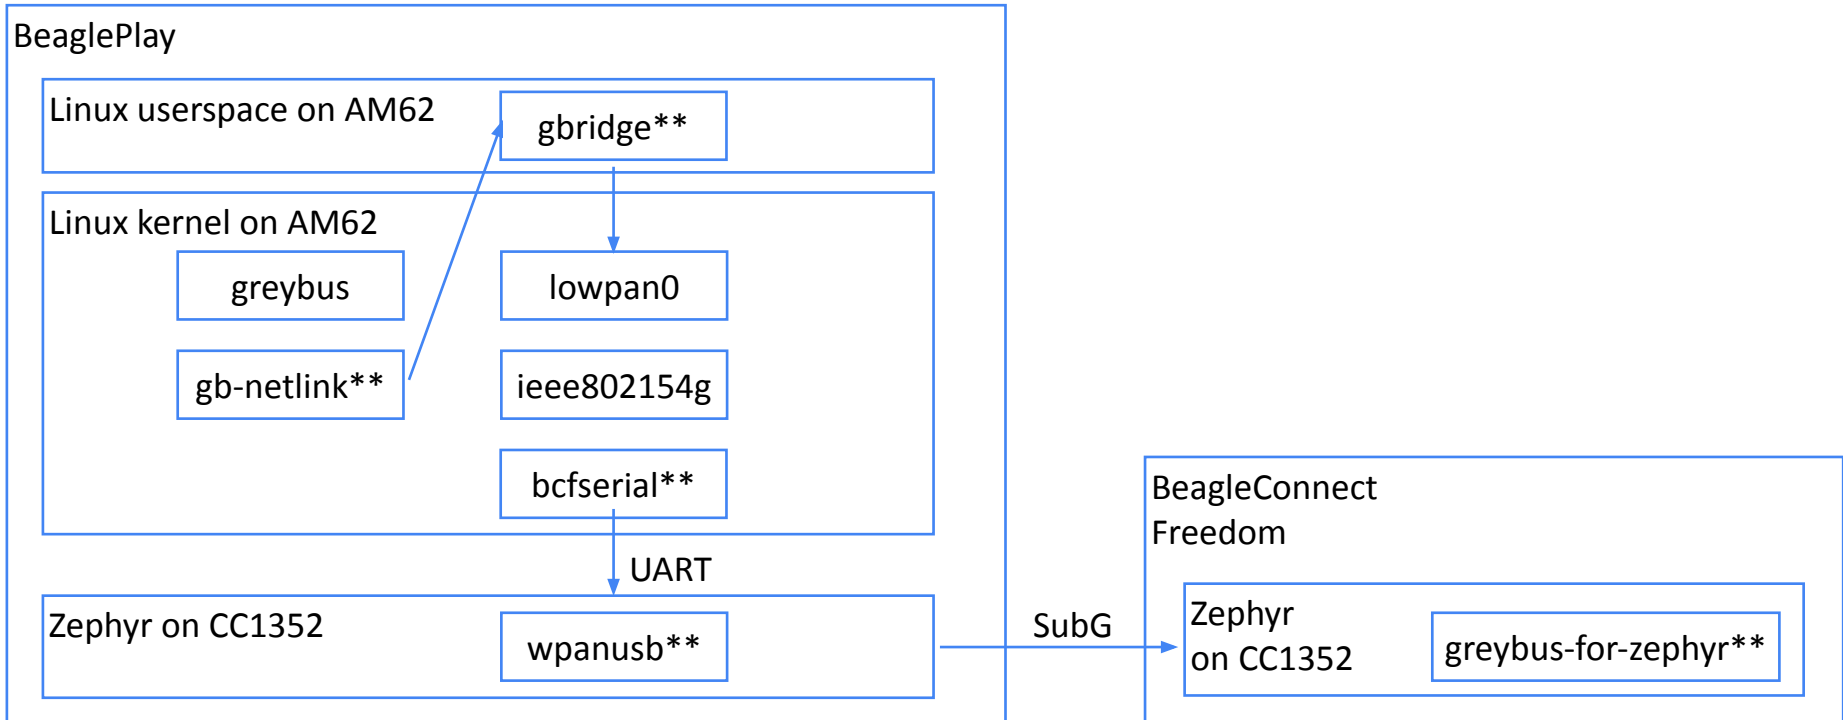 BeaglePlay
Linux userspace on AM62
gbridge**
Linux kernel on AM62
greybus
lowpan0
gb-netlink**
ieee802154g
bcfserial**
UART
Zephyr on CC1352
wpanusb**
SubG
BeagleConnect
Freedom
Zephyr
on CC1352
greybus-for-zephyr**